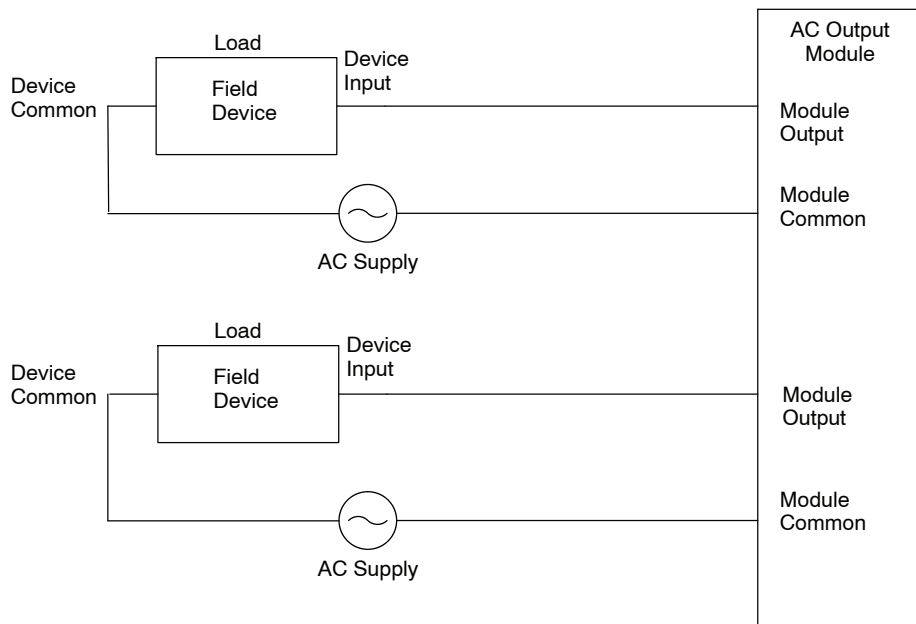 AC Output
Module
Load
Device
Input
Device
Common
Field
Device
Module
Output
Module
Common
AC Supply
Load
Device
Input
Device
Common
Field
Device
Module
Output
Module
Common
AC Supply